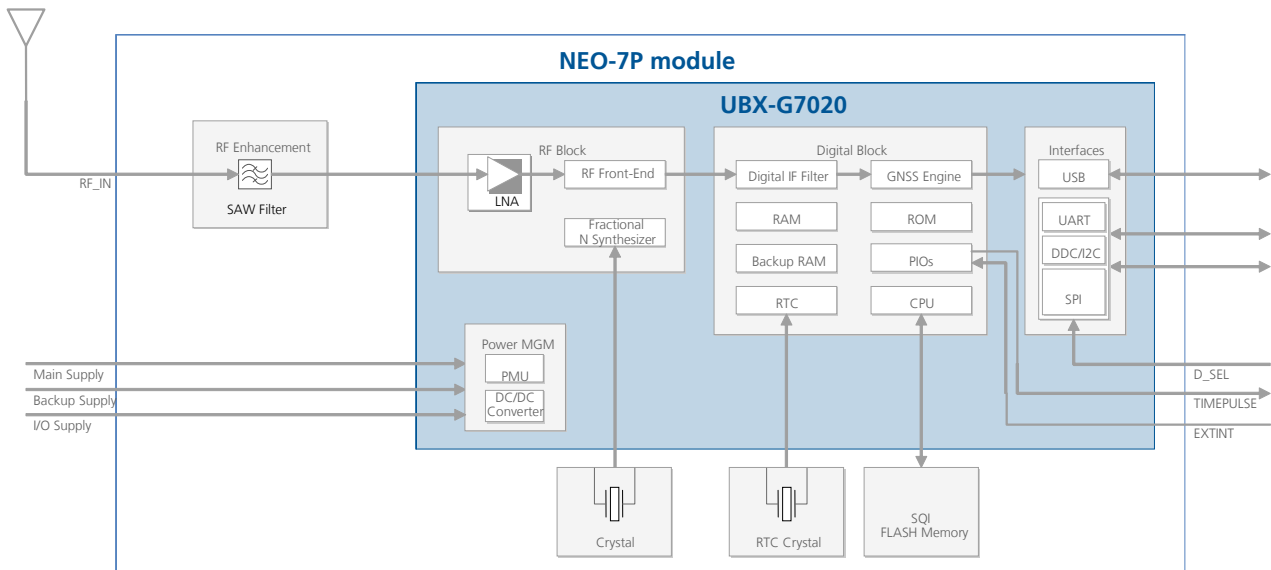 NEO-7P module
UBX-G7020
RF Enhancement
SAW Filter
RF_IN
RF Block
LNA
RF Front-End
Fractional
N Synthesizer
Digital Block
Digital IF Filter
GNSS Engine
RAM
ROM
Backup RAM
PIOs
RTC
CPU
Interfaces
USB
UART
DDC/I2C
SPI
Power MGM
PMU
DC/DC
Converter
Main Supply
Backup Supply
I/O Supply
D_SEL
TIMEPULSE
EXTINT
Crystal
RTC Crystal
SQI
FLASH Memory